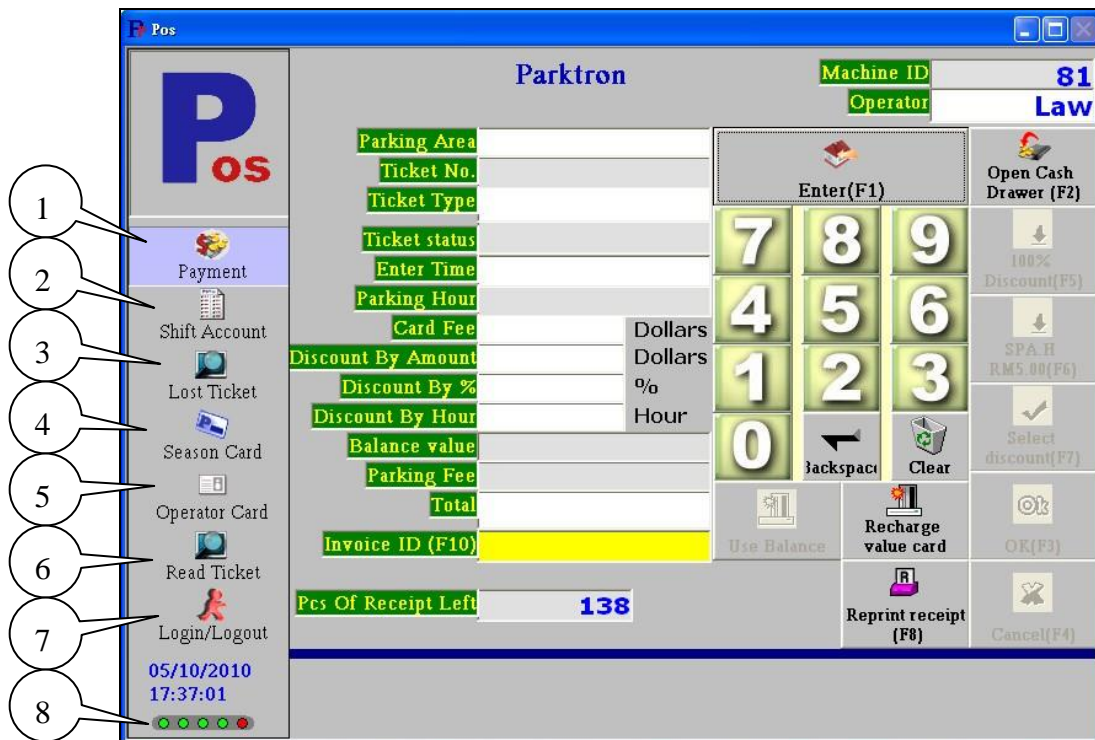 Pos
Pos
Parktron
Machine ID 81
Operator Law
1
Payment
2
Shift Account
3
Lost Ticket
4
Season Card
5
Operator Card
6
Read Ticket
7
Login/Logout
05/10/2010
17:37:01
8
Parking Area
Ticket No.
Ticket Type
Ticket status
Enter Time
Parking Hour
Card Fee Dollars
Discount By Amount Dollars
Discount By % %
Discount By Hour Hour
Balance value
Parking Fee
Total
Invoice ID (F10)
Pcs Of Receipt Left 138
Enter(F1)
7 8 9
4 5 6
1 2 3
0
Backspac
Clear
Use Balance
Recharge
value card
R
Reprint receipt
(F8)
Open Cash
Drawer (F2)
100%
Discount(F5)
SPA.H
RM5.00(F6)
Select
discount(F7)
Ok
OK(F3)
Cancel(F4)